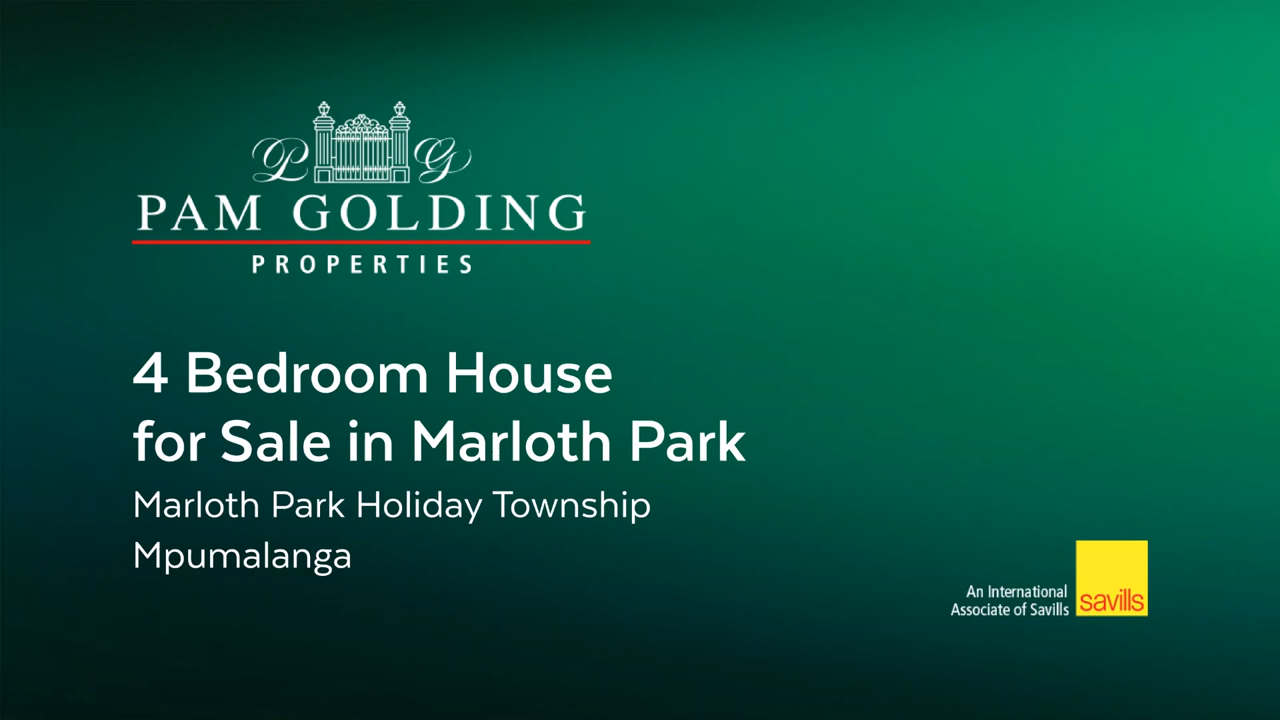 P G
PAM GOLDING
PROPERTIES
4 Bedroom House
for Sale in Marloth Park
Marloth Park Holiday Township
Mpumalanga
An International
Associate of Savills
savills